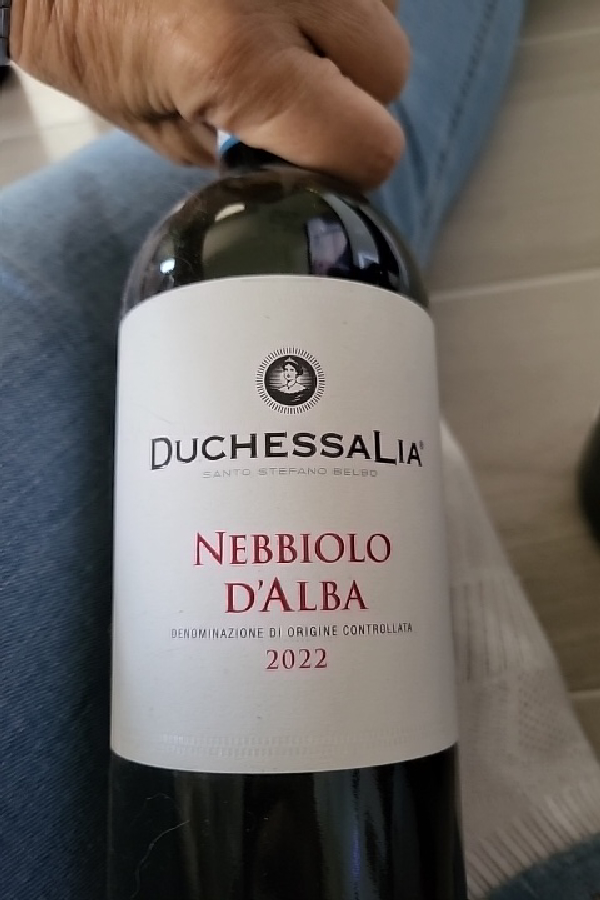 DUCHESSALIA®
SANTO STEFANO BELBO
NEBBIOLO
D'ALBA
DENOMINAZIONE DI ORIGINE CONTROLLATA
2022